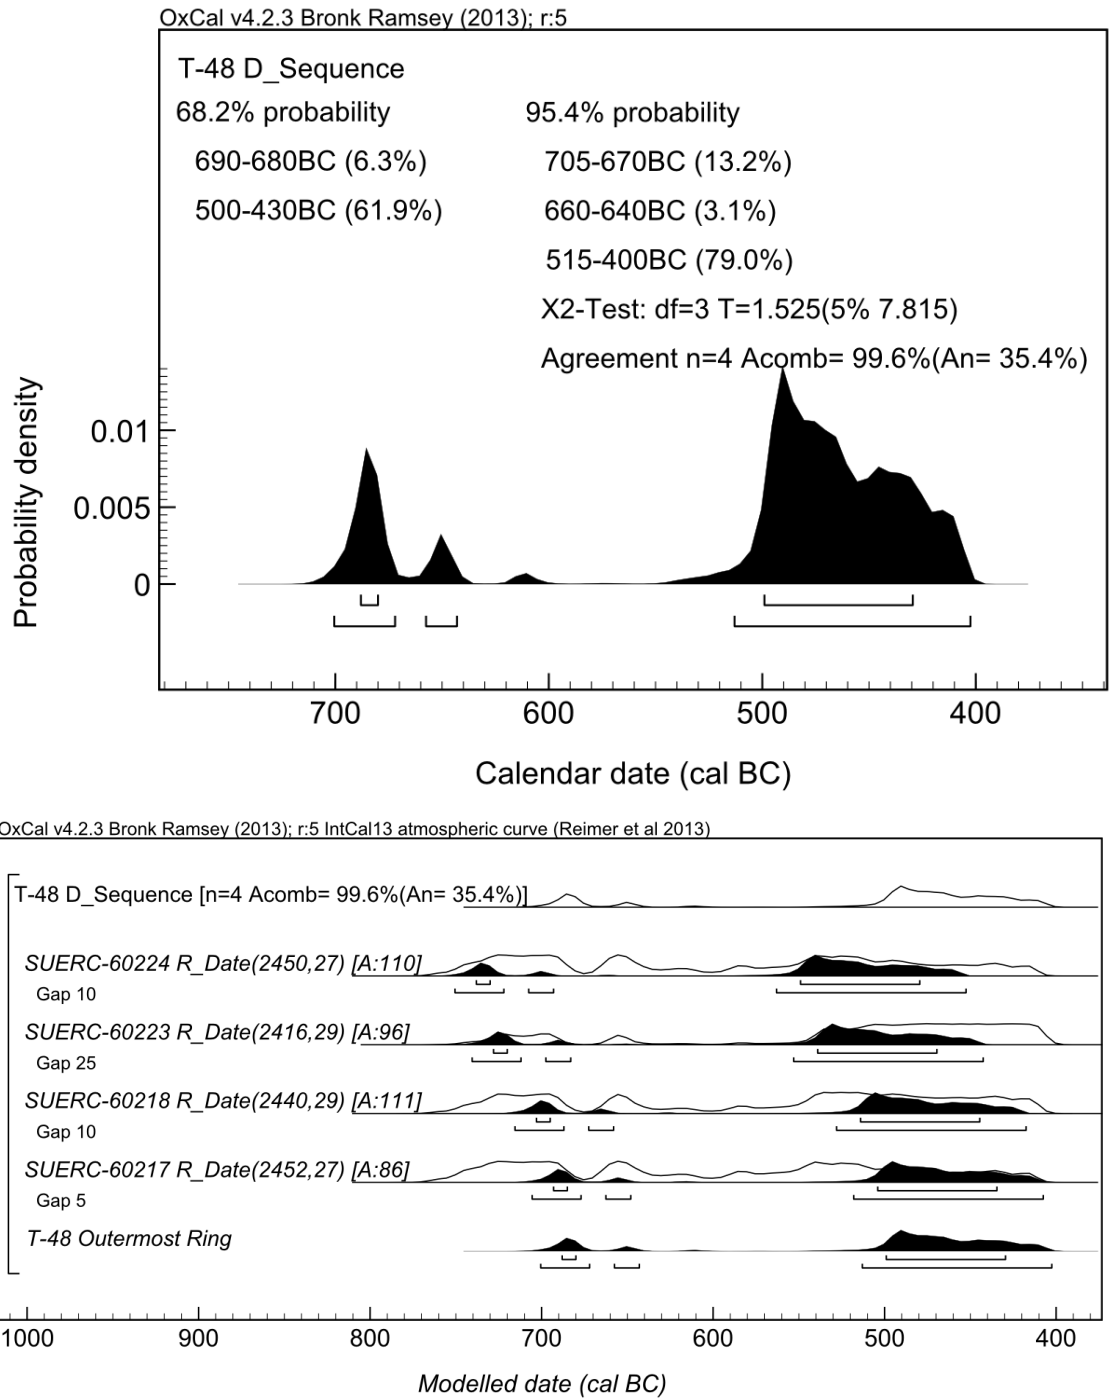 OxCal v4.2.3 Bronk Ramsey (2013); r:5
T-48 D_Sequence
68.2% probability
690-680BC (6.3%)
500-430BC (61.9%)
95.4% probability
705-670BC (13.2%)
660-640BC (3.1%)
515-400BC (79.0%)
X2-Test: df=3 T=1.525(5% 7.815)
Agreement n=4 Acomb= 99.6%(An= 35.4%)
Probability density
0.01
0.005
0
700 600 500 400
Calendar date (cal BC)
OxCal v4.2.3 Bronk Ramsey (2013); r:5 IntCal13 atmospheric curve (Reimer et al 2013)
T-48 D_Sequence [n=4 Acomb= 99.6%(An= 35.4%)]
SUERC-60224 R_Date(2450,27) [A:110]
Gap 10
SUERC-60223 R_Date(2416,29) [A:96]
Gap 25
SUERC-60218 R_Date(2440,29) [A:111]
Gap 10
SUERC-60217 R_Date(2452,27) [A:86]
Gap 5
T-48 Outermost Ring
1000 900 800 700 600 500 400
Modelled date (cal BC)